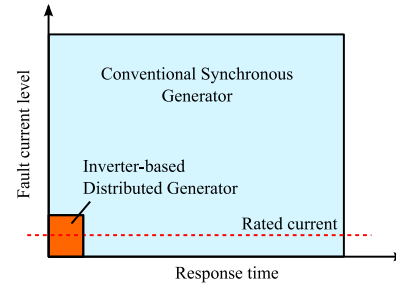 Fault current level
Conventional Synchronous
Generator
Inverter-based
Distributed Generator
Rated current
Response time